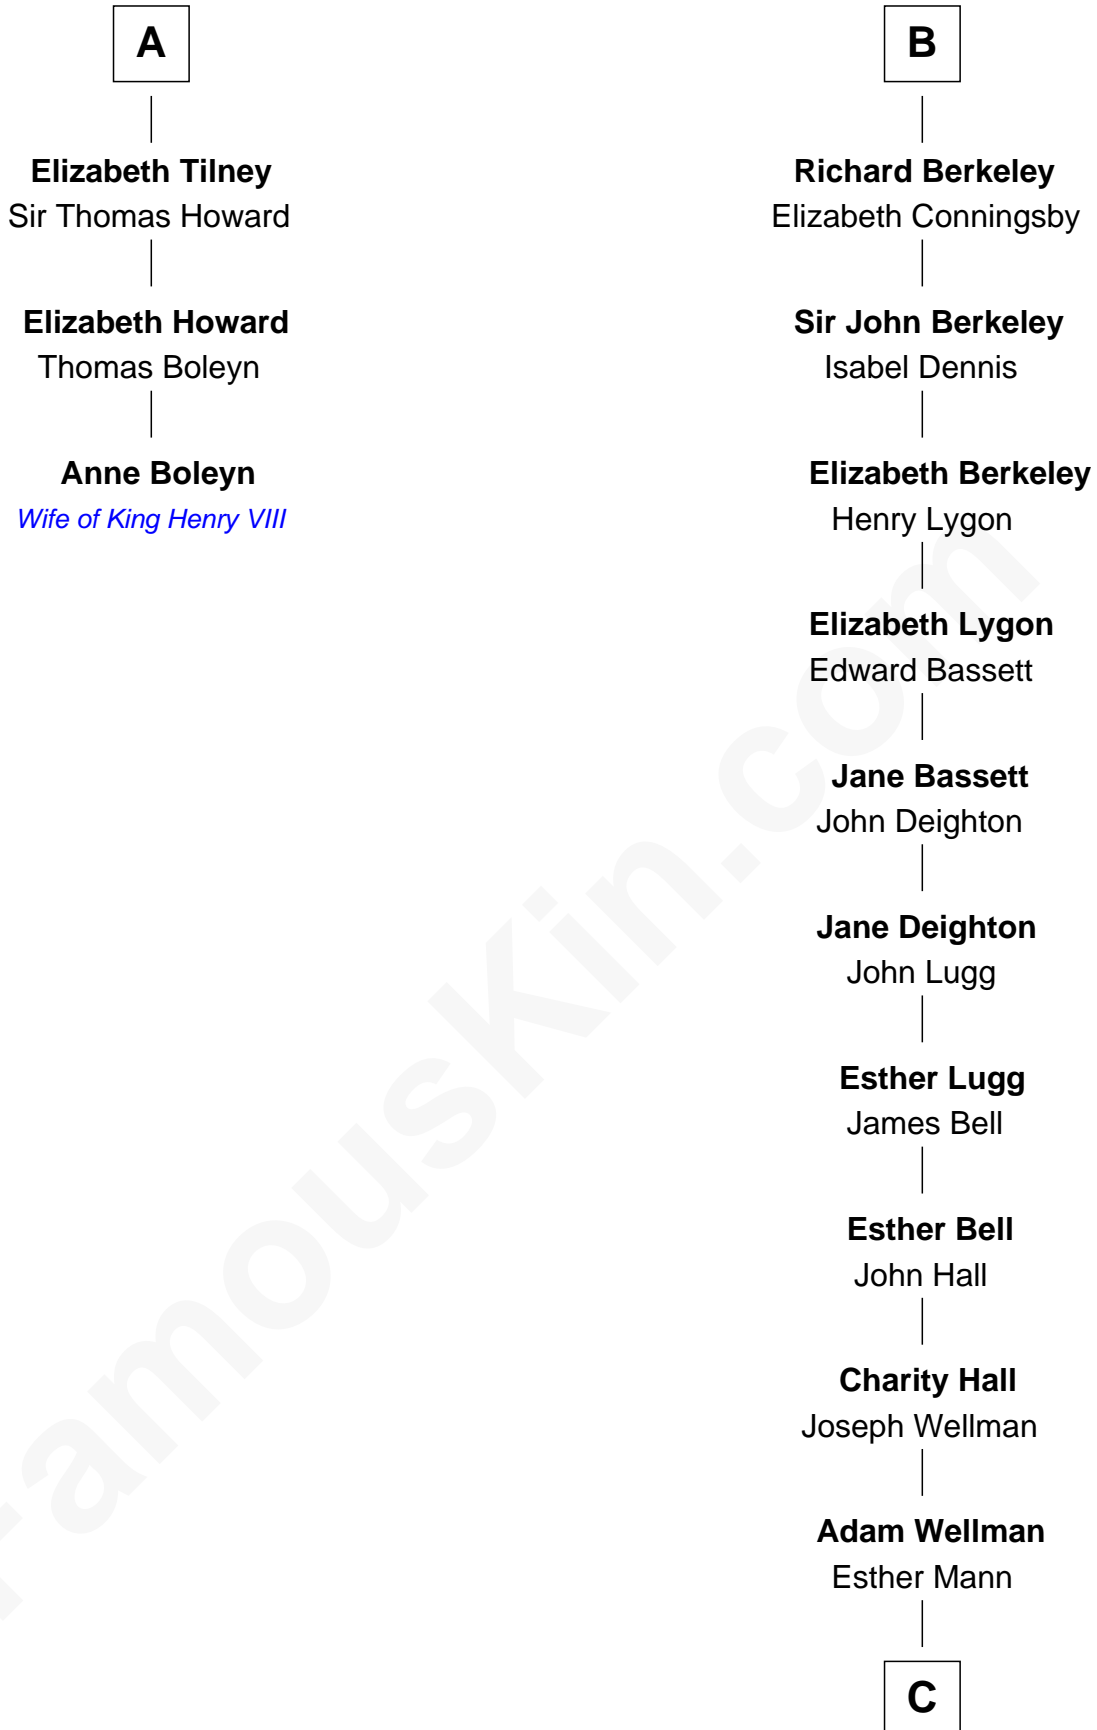 A
Elizabeth Tilney
Sir Thomas Howard
Elizabeth Howard
Thomas Boleyn
Anne Boleyn
Wife of King Henry VIII
B
Richard Berkeley
Elizabeth Conningsby
Sir John Berkeley
Isabel Dennis
Elizabeth Berkeley
Henry Lygon
Elizabeth Lygon
Edward Bassett
Jane Bassett
John Deighton
Jane Deighton
John Lugg
Esther Lugg
James Bell
Esther Bell
John Hall
Charity Hall
Joseph Wellman
Adam Wellman
Esther Mann
C
FamousKin.com